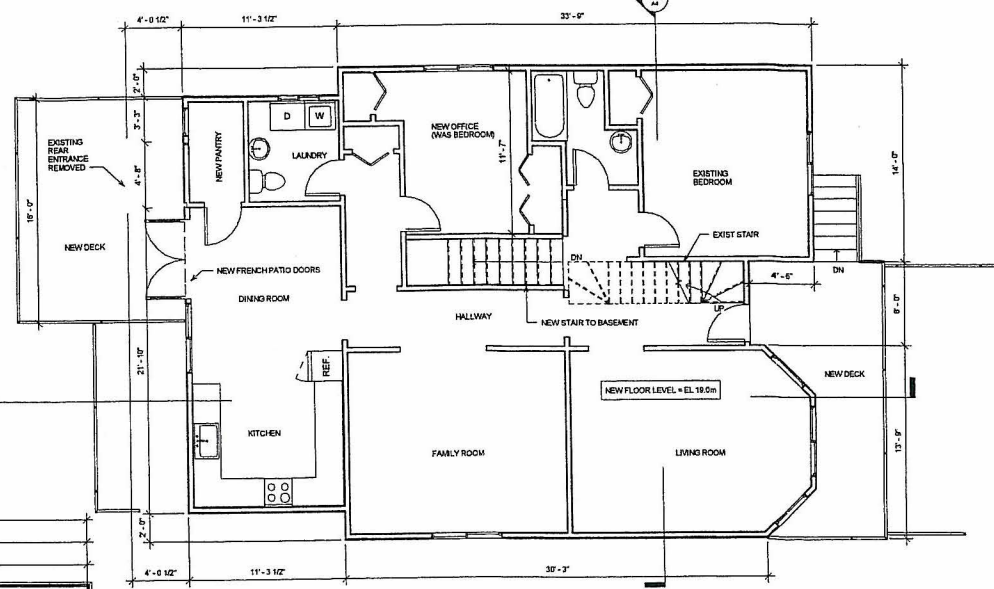 4' - 0 1/2"
11' - 3 1/2"
33' - 9"
A4
2' - 0"
3' - 3"
4' - 8"
18' - 0"
21' - 10"
2' - 0"
EXISTING
REAR
ENTRANCE
REMOVED
NEW DECK
NEW PANTRY
D
W
LAUNDRY
NEW OFFICE
(WAS BEDROOM)
11' - 7"
EXISTING
BEDROOM
14' - 0"
EXIST STAIR
DN
DN
4' - 6"
NEW FRENCH PATIO DOORS
DINING ROOM
HALLWAY
NEW STAIR TO BASEMENT
UP
8' - 0"
REF.
NEW FLOOR LEVEL = EL 19.0m
NEW DECK
KITCHEN
FAMILY ROOM
LIVING ROOM
13' - 9"
4' - 0 1/2"
11' - 3 1/2"
30' - 3"